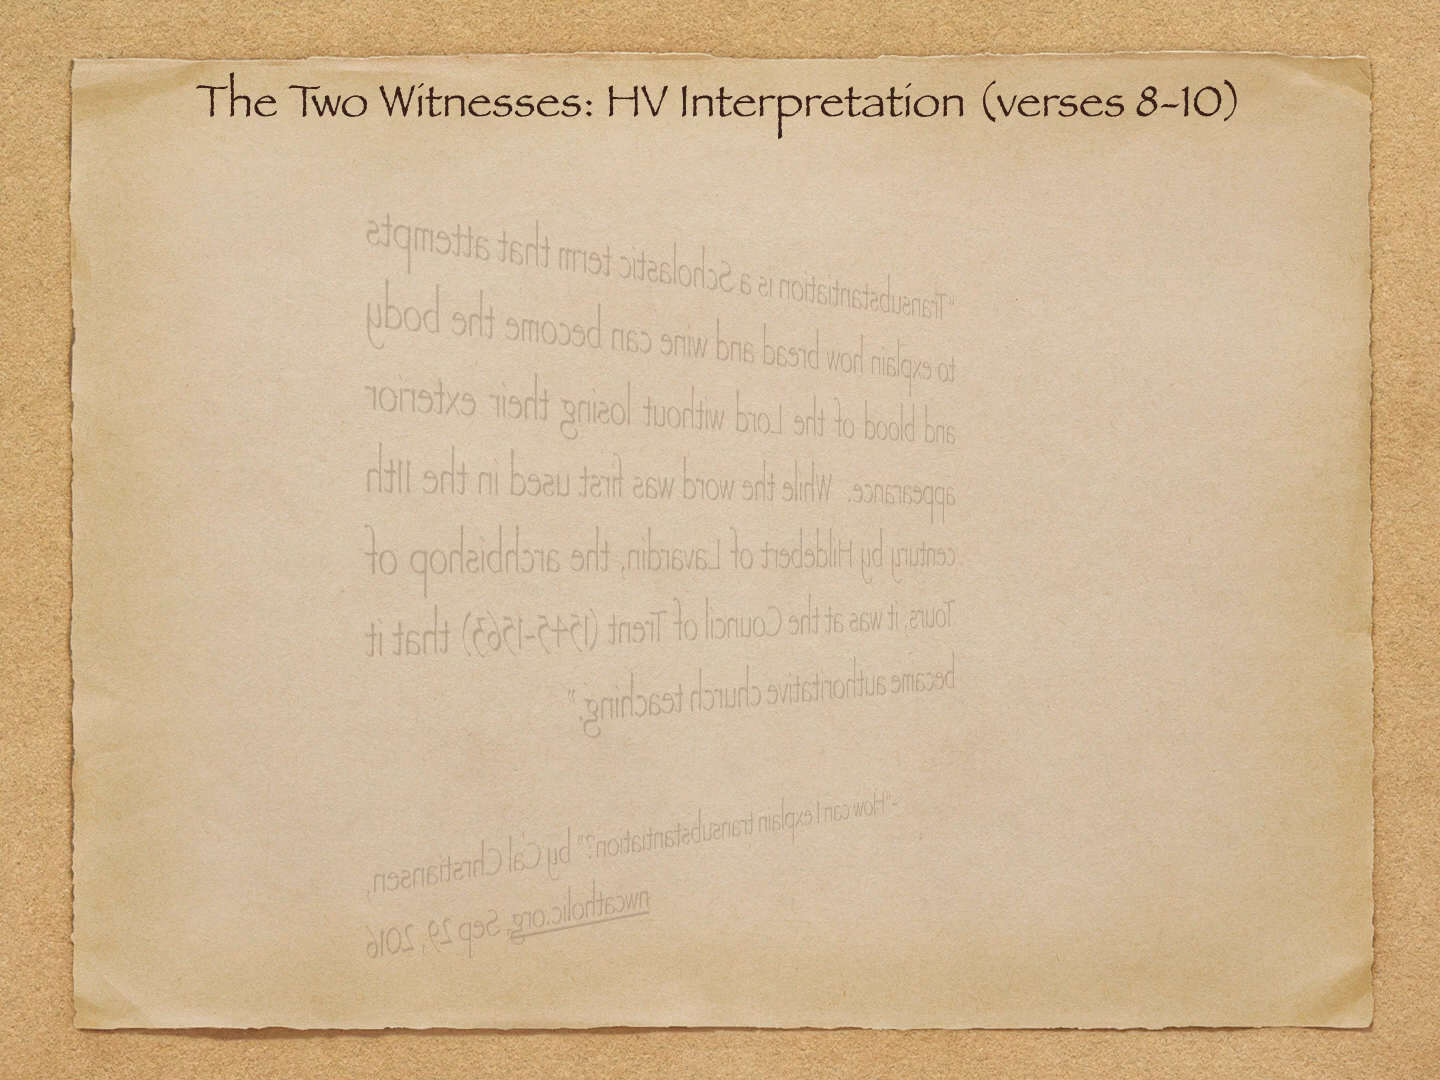 The Two Witnesses: HV Interpretation (verses 8-10)
“Transubstantiation is a Scholastic term that attempts
to explain how bread and wine can become the body
and blood of the Lord without losing their exterior
appearance. While the word was first used in the 11th
century by Hildebert of Lavardin, the archbishop of
Tours, it was at the Council of Trent (1545-1563) that it
became authoritative church teaching.”
-“How can I explain transubstantiation?” by Cal Chrstiansen,
nwcatholic.org, Sep 29, 2016